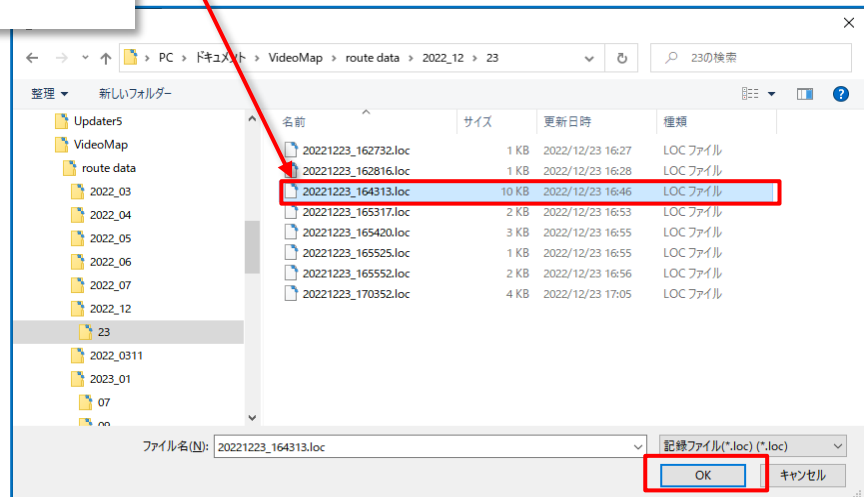 PC > ドキュメント > VideoMap > route data > 2022_12 > 23
23の検索
整理 ▼ 新しいフォルダー
?
Updater5
VideoMap
route data
2022_03
2022_04
2022_05
2022_06
2022_07
2022_12
23
2022_0311
2023_01
07
09
名前 サイズ 更新日時 種類
20221223_162732.loc 1 KB 2022/12/23 16:27 LOC ファイル
20221223_162816.loc 1 KB 2022/12/23 16:28 LOC ファイル
20221223_164313.loc 10 KB 2022/12/23 16:46 LOC ファイル
20221223_165317.loc 2 KB 2022/12/23 16:53 LOC ファイル
20221223_165420.loc 3 KB 2022/12/23 16:55 LOC ファイル
20221223_165525.loc 1 KB 2022/12/23 16:55 LOC ファイル
20221223_165552.loc 2 KB 2022/12/23 16:56 LOC ファイル
20221223_170352.loc 4 KB 2022/12/23 17:05 LOC ファイル
ファイル名(N): 20221223_164313.loc 記録ファイル(*.loc) (*.loc)
OK キャンセル